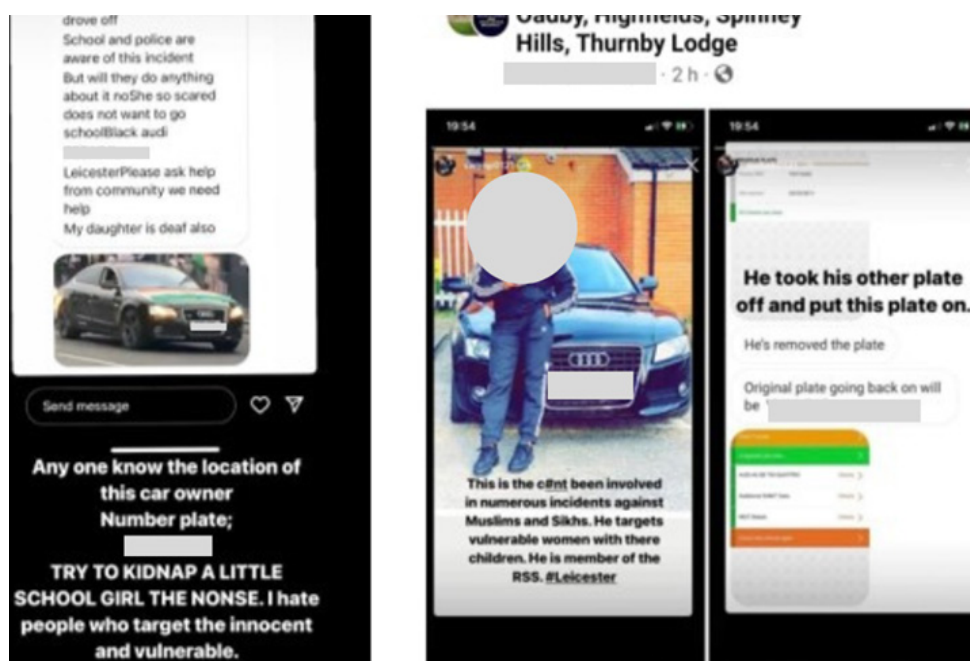 drove off
School and police are
aware of this incident
But will they do anything
about it noShe so scared
does not want to go
schoolBlack audi
LeicesterPlease ask help
from community we need
help
My daughter is deaf also
Send message
Any one know the location of
this car owner
Number plate;
TRY TO KIDNAP A LITTLE
SCHOOL GIRL THE NONSE. I hate
people who target the innocent
and vulnerable.
Oadby, Highfields, Spinney
Hills, Thurnby Lodge
· 2 h ·
19:54
This is the c#nt been involved
in numerous incidents against
Muslims and Sikhs. He targets
vulnerable women with there
children. He is member of the
RSS. #Leicester
19:54
He took his other plate
off and put this plate on.
He's removed the plate
Original plate going back on will
be